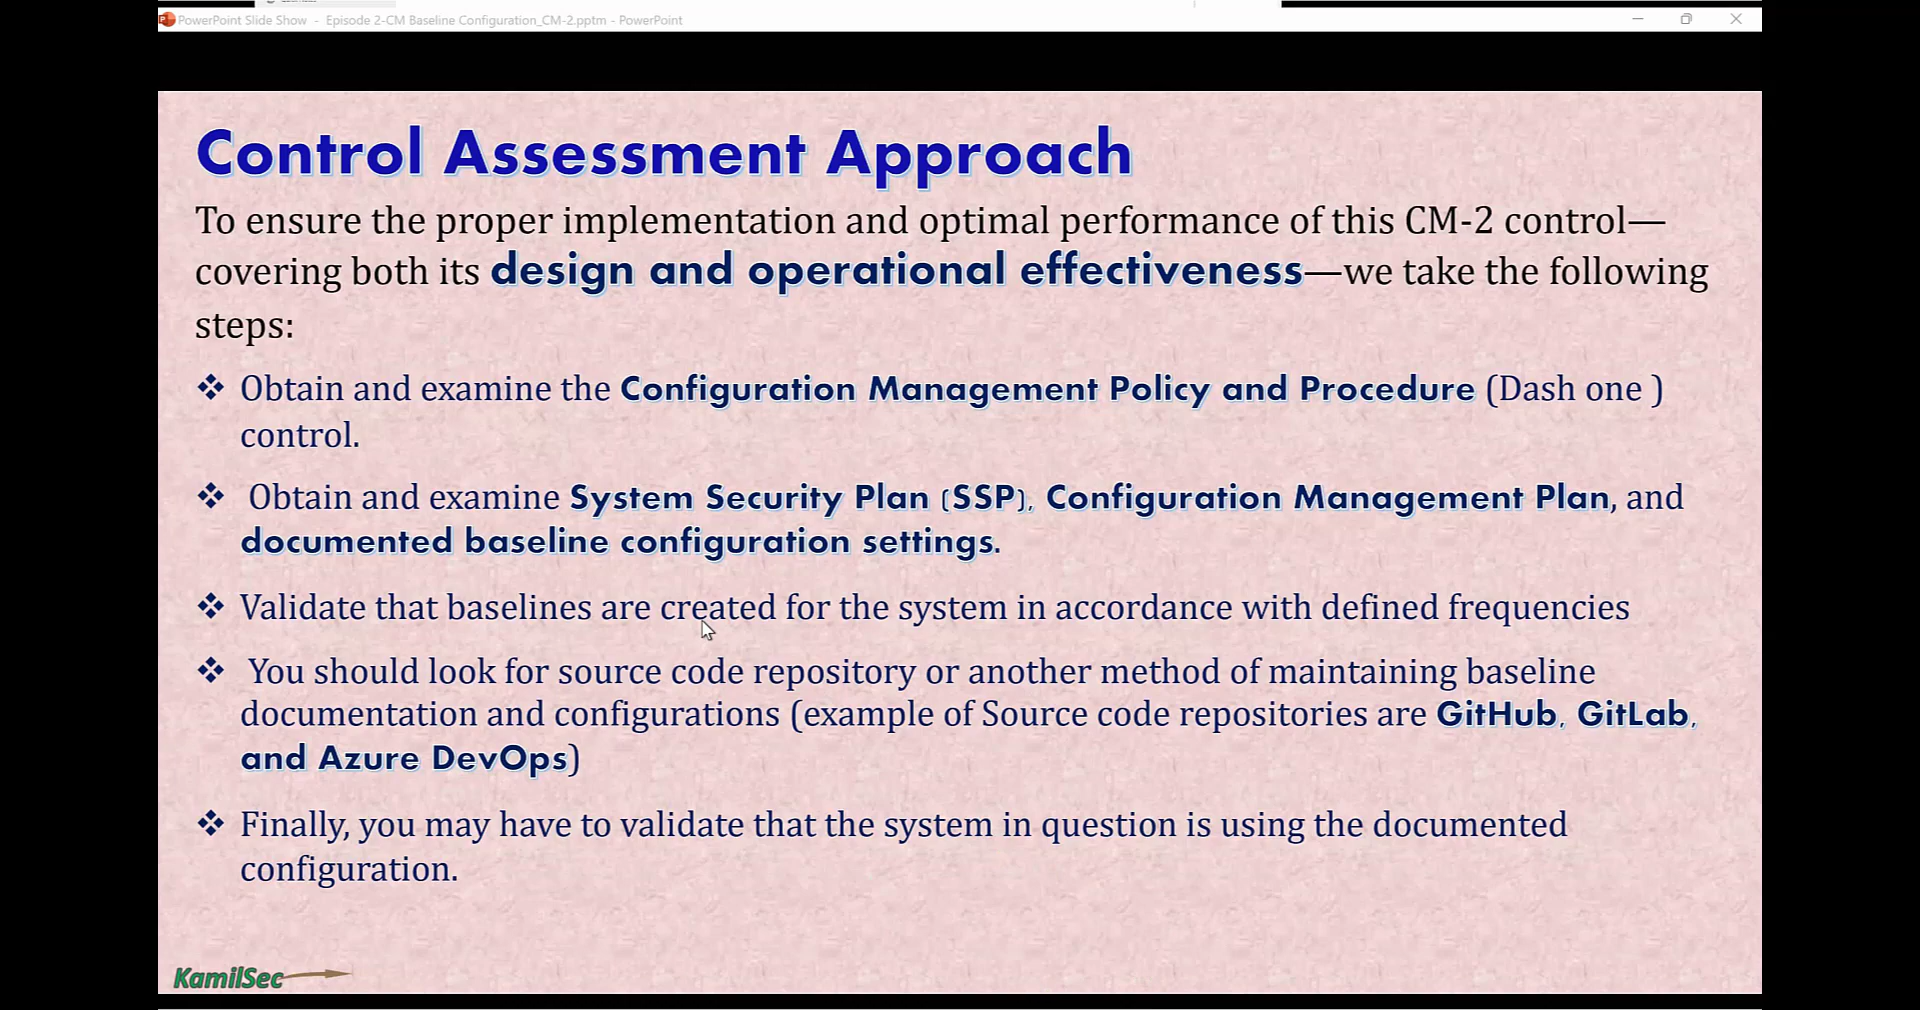 PowerPoint Slide Show - Episode 2-CM Baseline Configuration_CM-2.pptm - PowerPoint
Control Assessment Approach
To ensure the proper implementation and optimal performance of this CM-2 control—
covering both its design and operational effectiveness—we take the following
steps:
❖ Obtain and examine the Configuration Management Policy and Procedure (Dash one )
control.
❖ Obtain and examine System Security Plan (SSP), Configuration Management Plan, and
documented baseline configuration settings.
❖ Validate that baselines are created for the system in accordance with defined frequencies
❖ You should look for source code repository or another method of maintaining baseline
documentation and configurations (example of Source code repositories are GitHub, GitLab,
and Azure DevOps)
❖ Finally, you may have to validate that the system in question is using the documented
configuration.
KamilSec